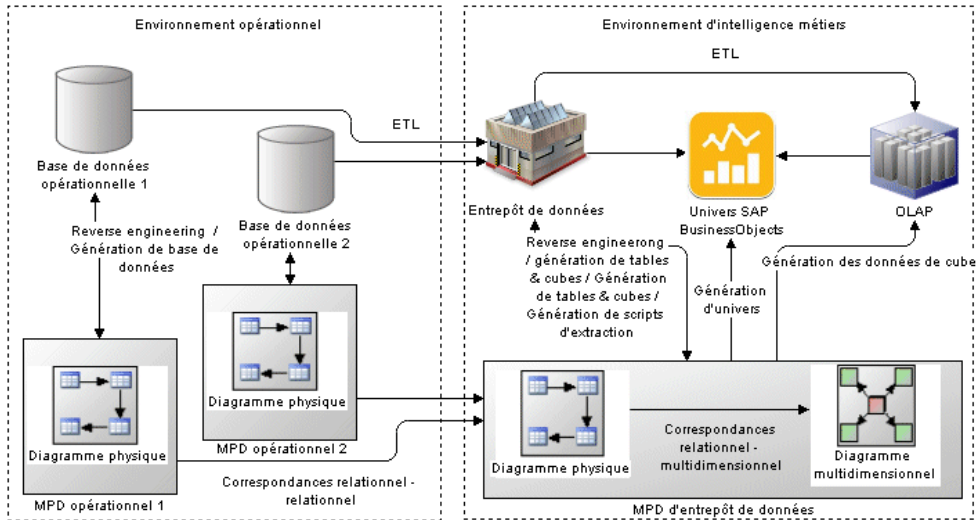 Environnement opérationnel
Environnement d'intelligence métiers
ETL
ETL
Base de données
opérationnelle 1
Base de données
opérationnelle 2
Entrepôt de données
Univers SAP
BusinessObjects
OLAP
Reverse engineering /
Génération de base de
données
Reverse engineerong
/ génération de tables
& cubes / Génération
de tables & cubes /
Génération de scripts
d'extraction
Génération
d'univers
Génération des données de cube
Diagramme physique
MPD opérationnel 1
Diagramme physique
MPD opérationnel 2
Correspondances relationnel -
relationnel
Diagramme physique
Correspondances
relationnel -
multidimensionnel
Diagramme
multidimensionnel
MPD d'entrepôt de données